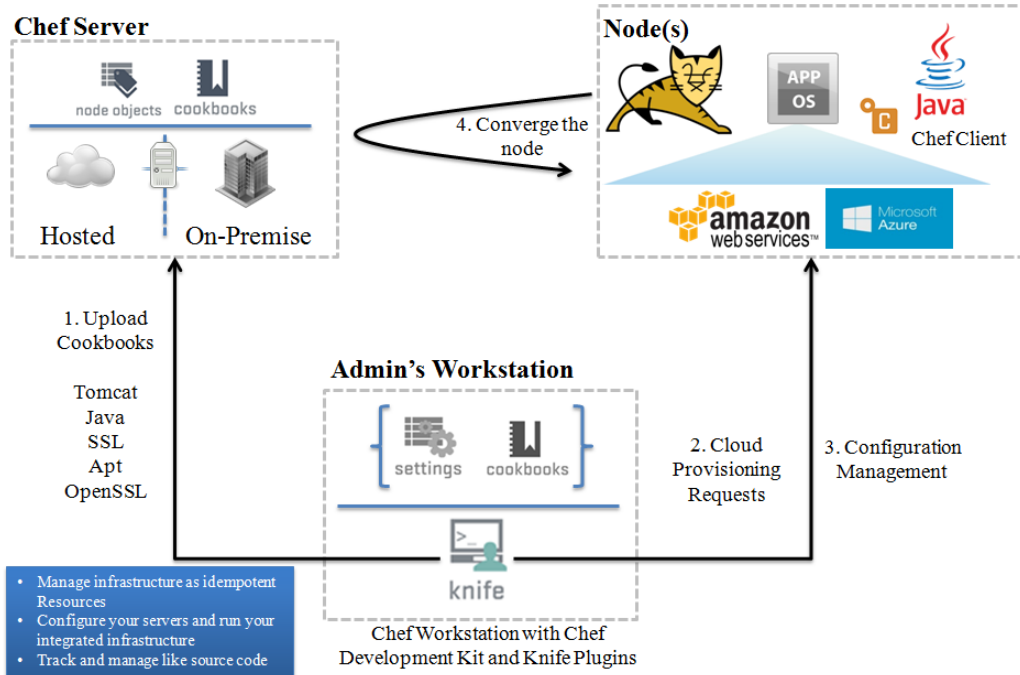 Chef Server
node objects
cookbooks
Hosted
On-Premise
Node(s)
APP
OS
Java
C
Chef Client
amazon
web services™
Microsoft
Azure
4. Converge the
node
1. Upload
Cookbooks
Tomcat
Java
SSL
Apt
OpenSSL
Admin's Workstation
settings
cookbooks
>_
knife
Chef Workstation with Chef
Development Kit and Knife Plugins
2. Cloud
Provisioning
Requests
3. Configuration
Management
• Manage infrastructure as idempotent
Resources
• Configure your servers and run your
integrated infrastructure
• Track and manage like source code